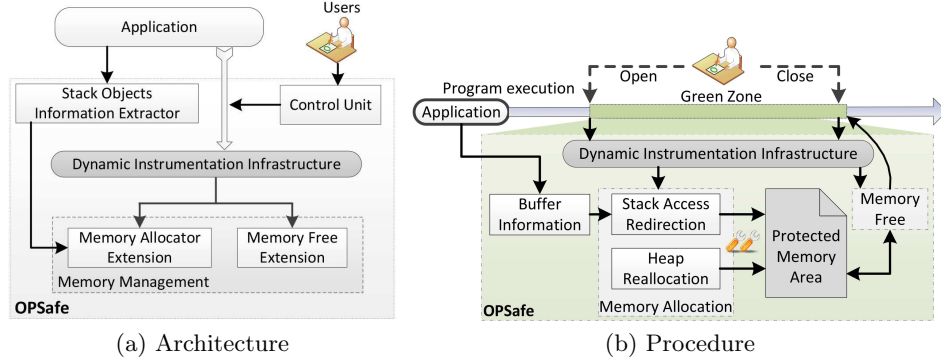 Application
Users
Stack Objects
Information Extractor
Control Unit
Dynamic Instrumentation Infrastructure
Memory Allocator
Extension
Memory Free
Extension
Memory Management
OPSafe
(a) Architecture
Open
Close
Program execution
Green Zone
Application
Dynamic Instrumentation Infrastructure
Buffer
Information
Stack Access
Redirection
Memory
Free
Protected
Memory
Area
Heap
Reallocation
Memory Allocation
OPSafe
(b) Procedure